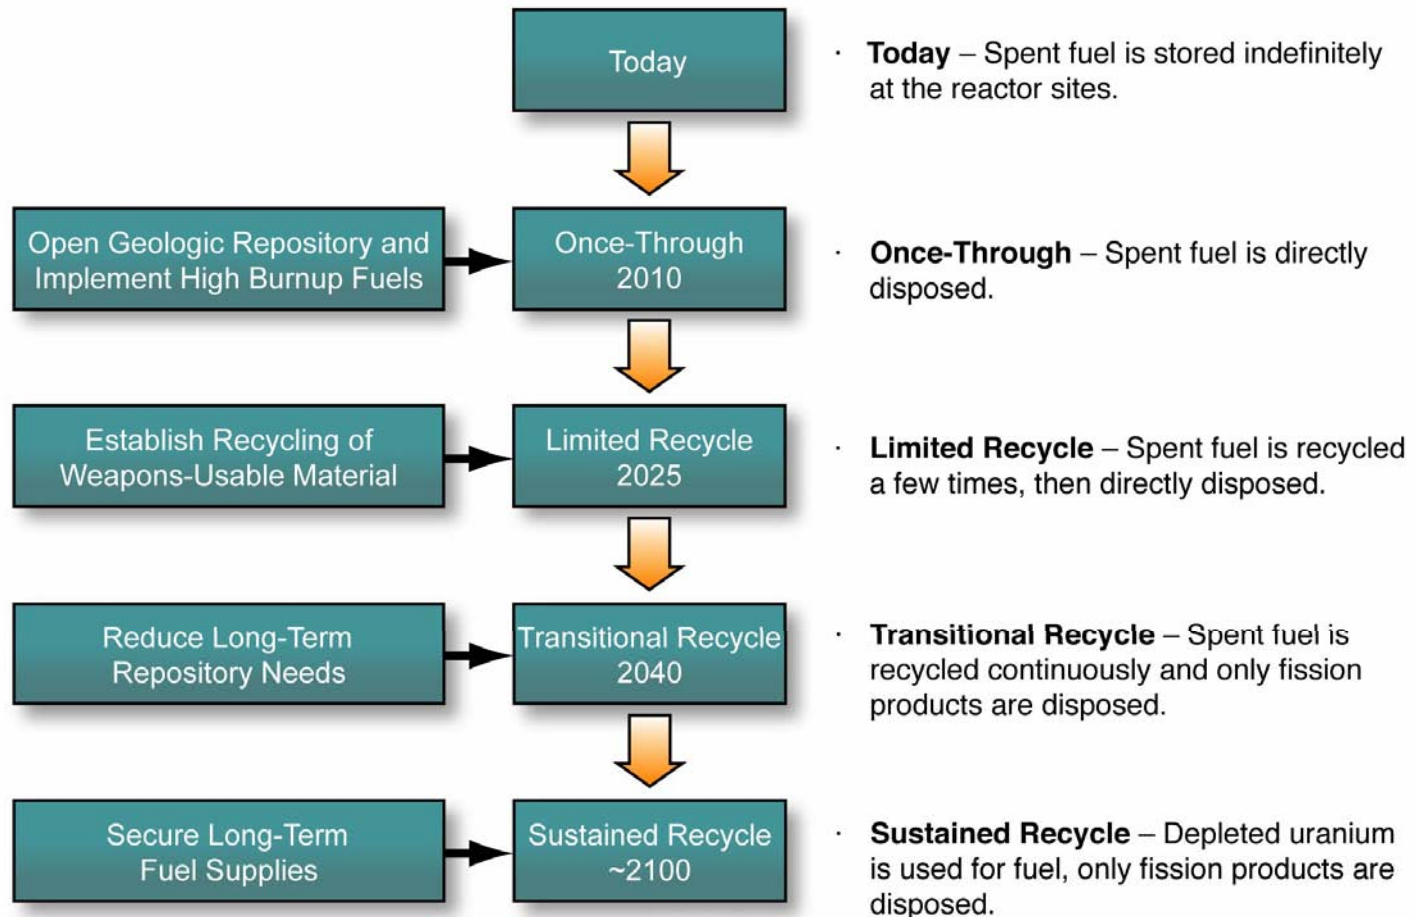 Today
· Today – Spent fuel is stored indefinitely
at the reactor sites.
Open Geologic Repository and
Implement High Burnup Fuels
Once-Through
2010
· Once-Through – Spent fuel is directly
disposed.
Establish Recycling of
Weapons-Usable Material
Limited Recycle
2025
· Limited Recycle – Spent fuel is recycled
a few times, then directly disposed.
Reduce Long-Term
Repository Needs
Transitional Recycle
2040
· Transitional Recycle – Spent fuel is
recycled continuously and only fission
products are disposed.
Secure Long-Term
Fuel Supplies
Sustained Recycle
~2100
· Sustained Recycle – Depleted uranium
is used for fuel, only fission products are
disposed.